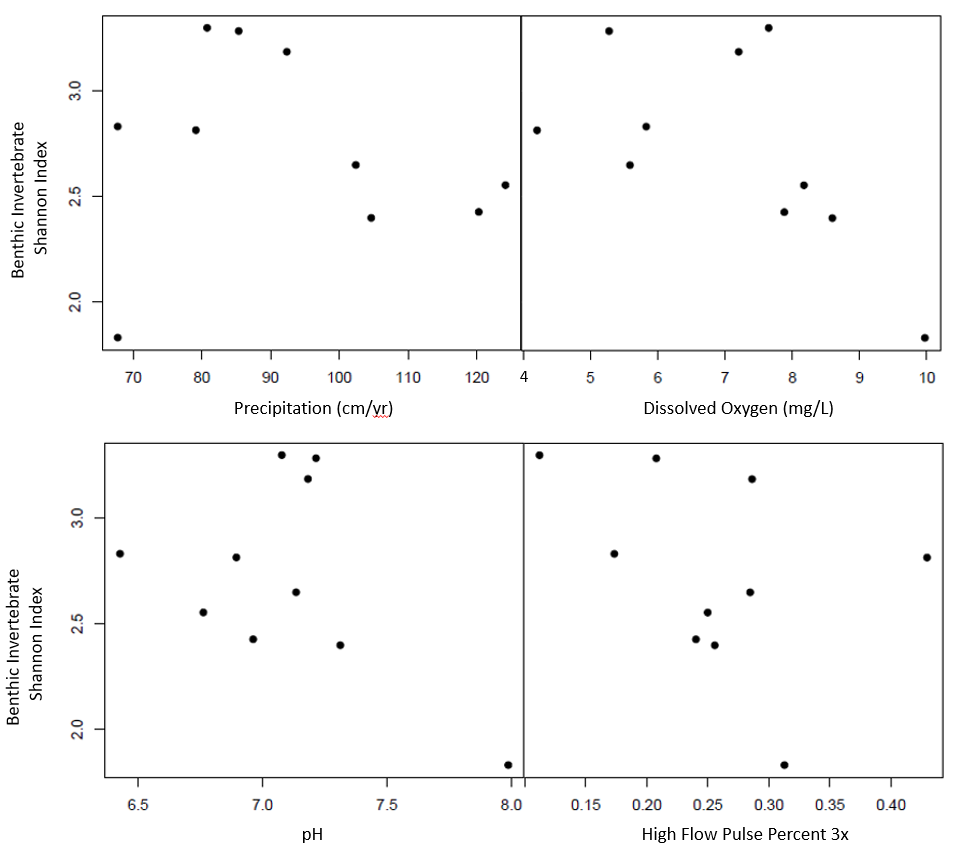 Benthic Invertebrate
Shannon Index
3.0
2.5
2.0
70 80 90 100 110 120 4 5 6 7 8 9 10
Precipitation (cm/yr) Dissolved Oxygen (mg/L)
Benthic Invertebrate
Shannon Index
3.0
2.5
2.0
6.5 7.0 7.5 8.0 0.15 0.20 0.25 0.30 0.35 0.40
pH High Flow Pulse Percent 3x